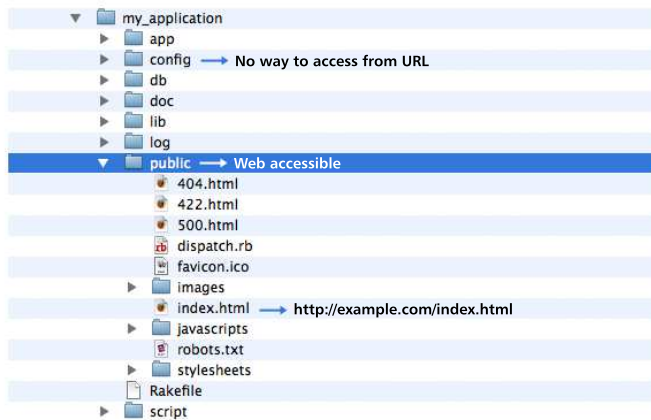 my_application
app
config → No way to access from URL
db
doc
lib
log
public → Web accessible
404.html
422.html
500.html
dispatch.rb
favicon.ico
images
index.html → http://example.com/index.html
javascripts
robots.txt
stylesheets
Rakefile
script